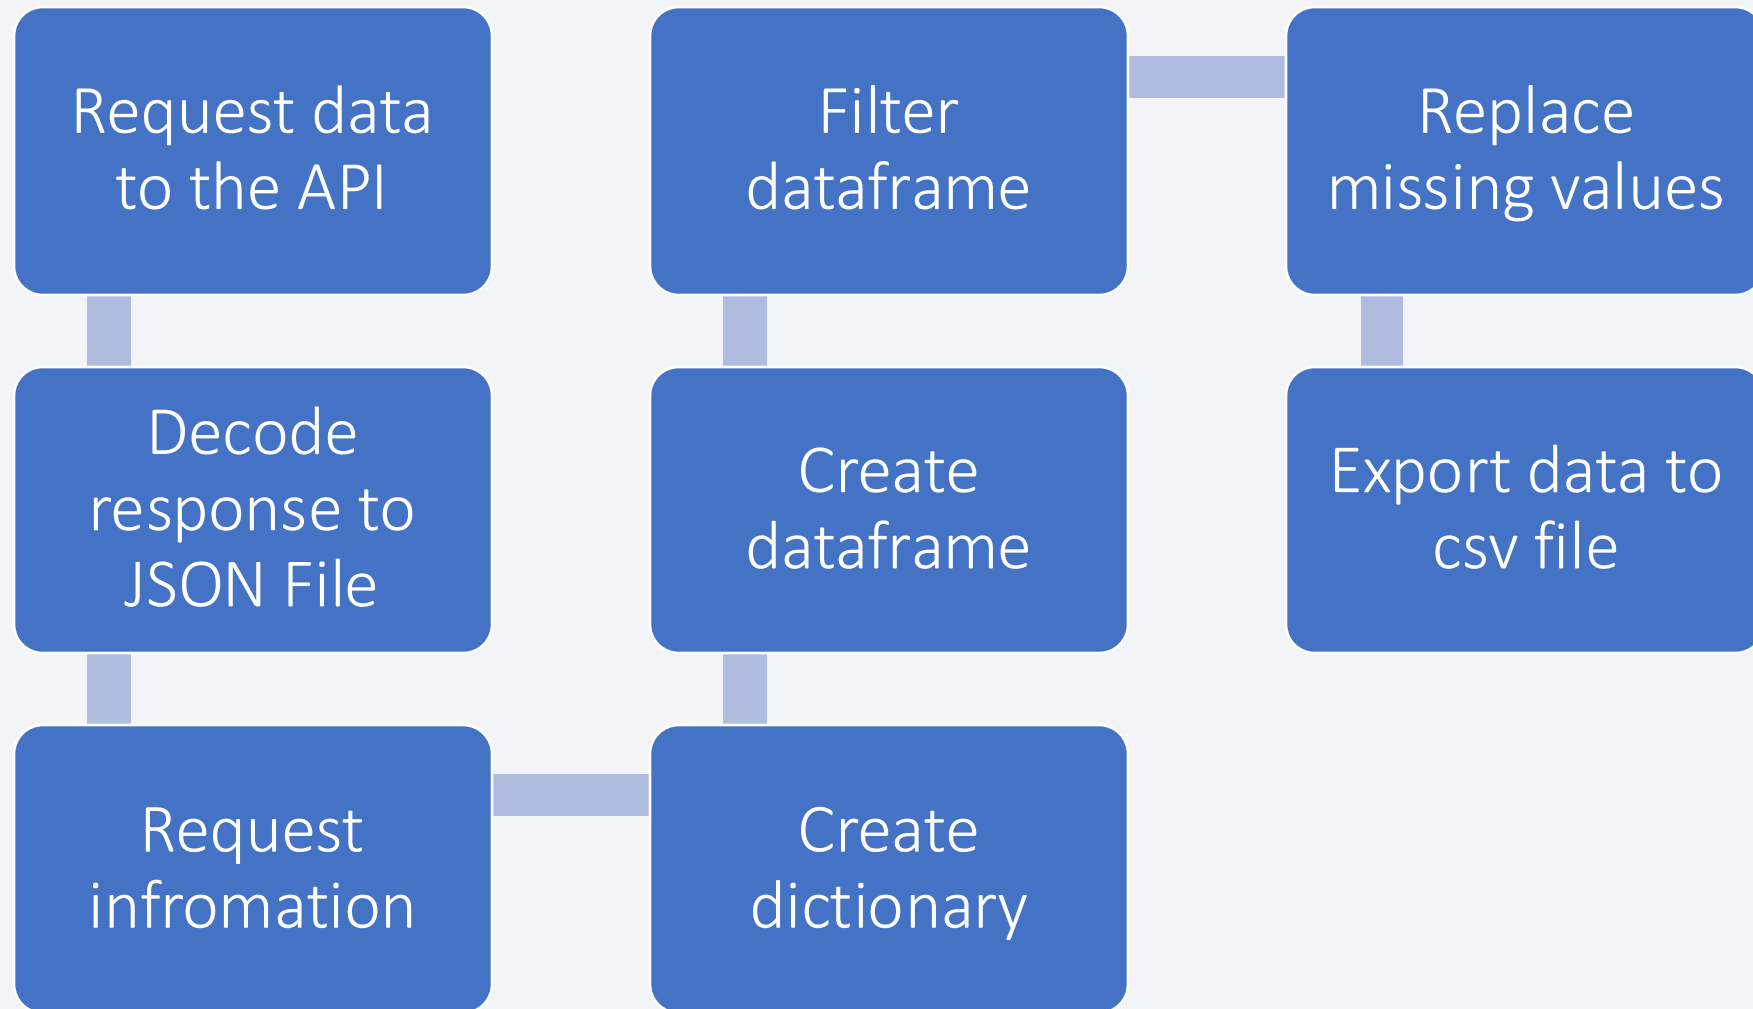 Request data
to the API
Decode
response to
JSON File
Request
infromation
Create
dictionary
Create
dataframe
Filter
dataframe
Replace
missing values
Export data to
csv file